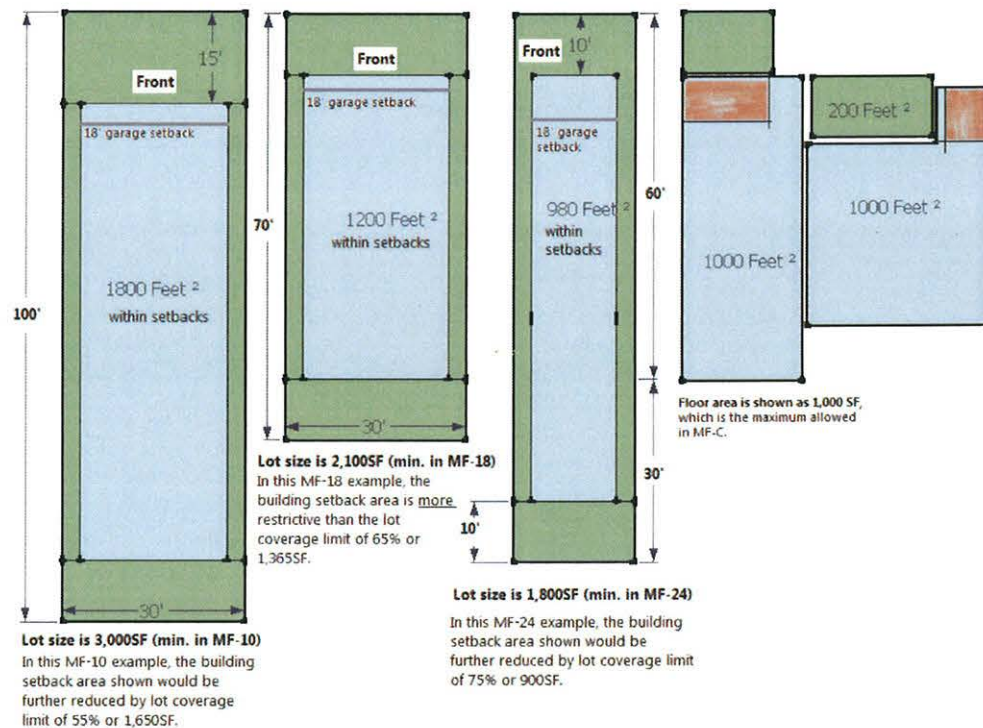 100'
15'
Front
18' garage setback
1800 Feet ²
within setbacks
30'
Lot size is 3,000SF (min. in MF-10)
In this MF-10 example, the building
setback area shown would be
further reduced by lot coverage
limit of 55% or 1,650SF.
70'
Front
18' garage setback
1200 Feet ²
within setbacks
30'
Lot size is 2,100SF (min. in MF-18)
In this MF-18 example, the
building setback area is more
restrictive than the lot
coverage limit of 65% or
1,365SF.
Front
10'
18' garage
setback
980 Feet ²
within
setbacks
60'
30'
10'
Lot size is 1,800SF (min. in MF-24)
In this MF-24 example, the building
setback area shown would be
further reduced by lot coverage limit
of 75% or 900SF.
1000 Feet ²
200 Feet ²
1000 Feet ²
Floor area is shown as 1,000 SF,
which is the maximum allowed
in MF-C.